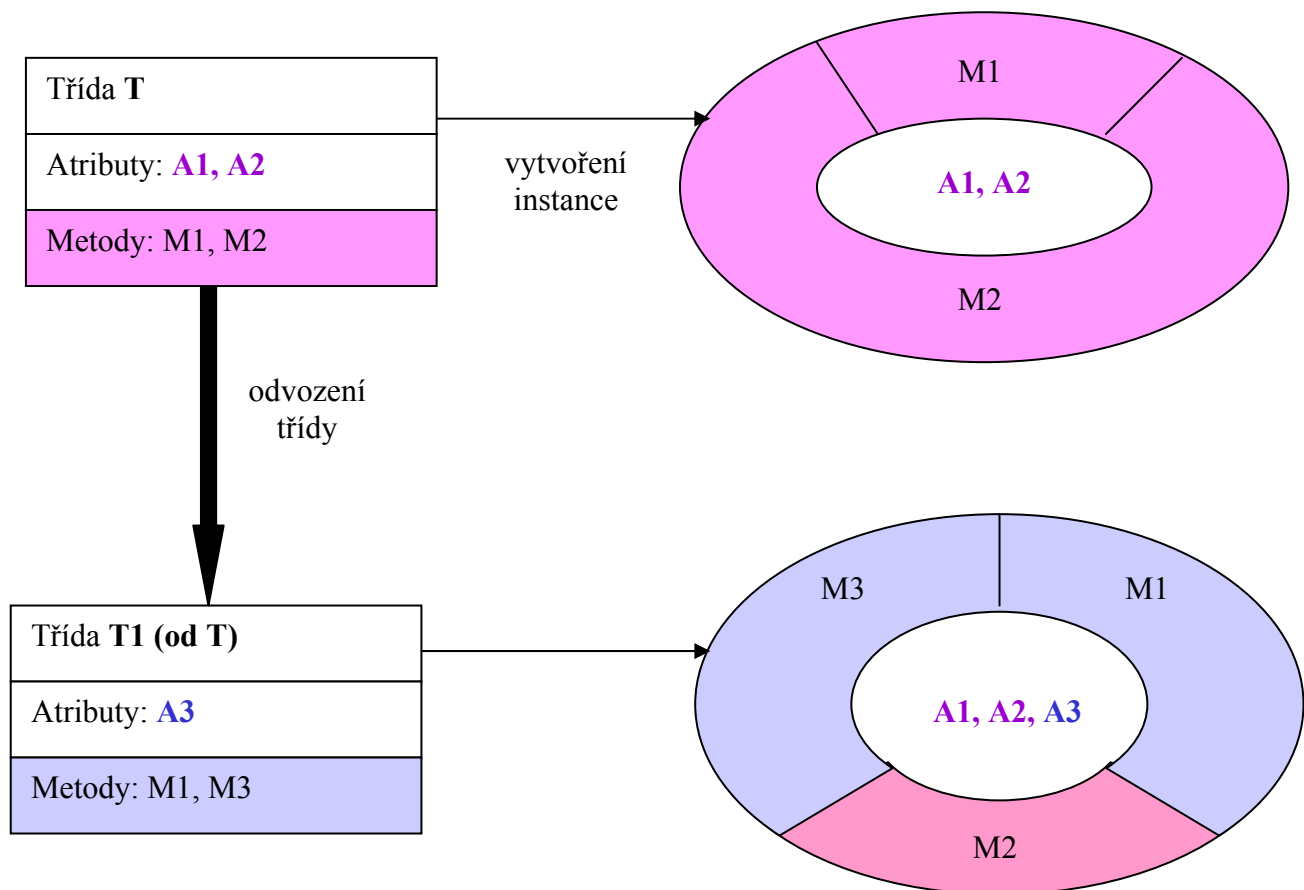 Třída T
Atributy: A1, A2
Metody: M1, M2
vytvoření
instance
M1
A1, A2
M2
odvození
třídy
Třída T1 (od T)
Atributy: A3
Metody: M1, M3
M3
M1
A1, A2, A3
M2